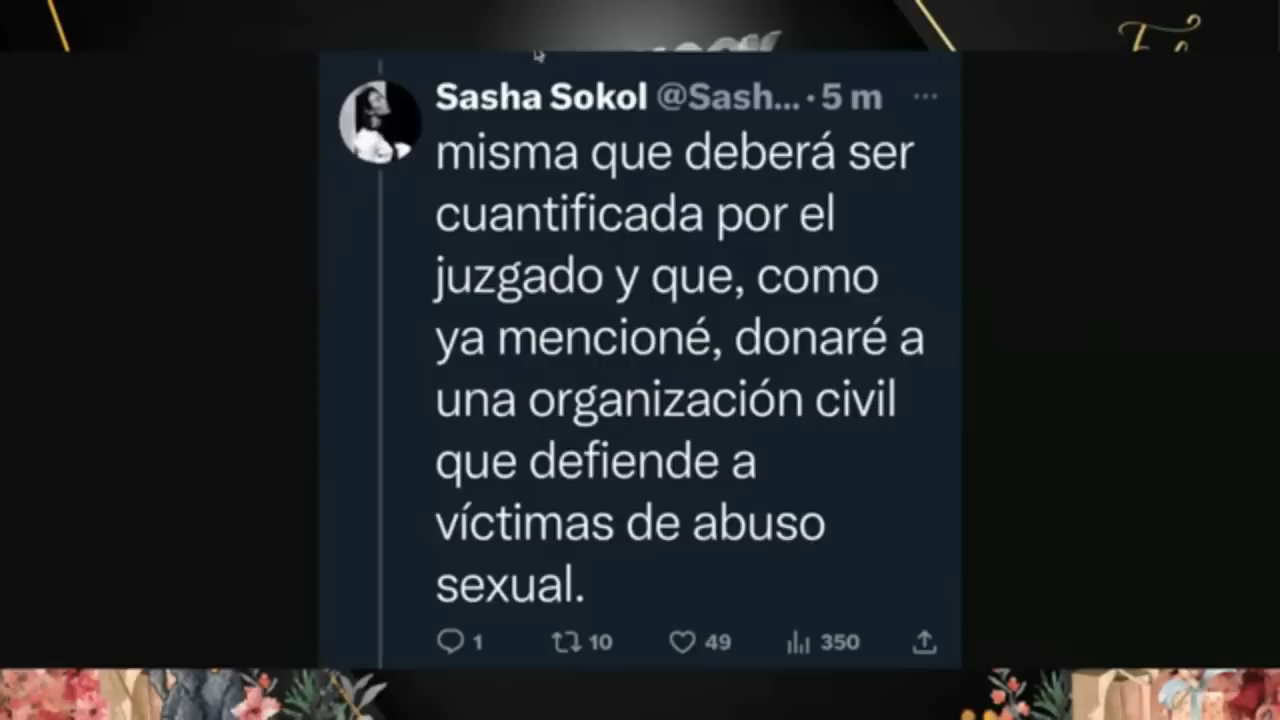 Sasha Sokol @Sash... · 5 m ...
misma que deberá ser
cuantificada por el
juzgado y que, como
ya mencioné, donaré a
una organización civil
que defiende a
víctimas de abuso
sexual.
1 10 49 350